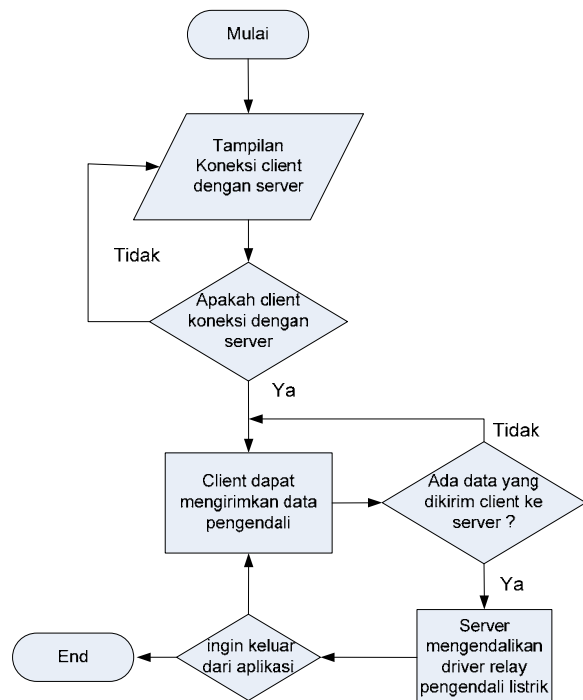 Mulai
Tampilan
Koneksi client
dengan server
Tidak
Apakah client
koneksi dengan
server
Ya
Tidak
Client dapat
mengirimkan data
pengendali
Ada data yang
dikirim client ke
server ?
Ya
Server
mengendalikan
driver relay
pengendali listrik
ingin keluar
dari aplikasi
End